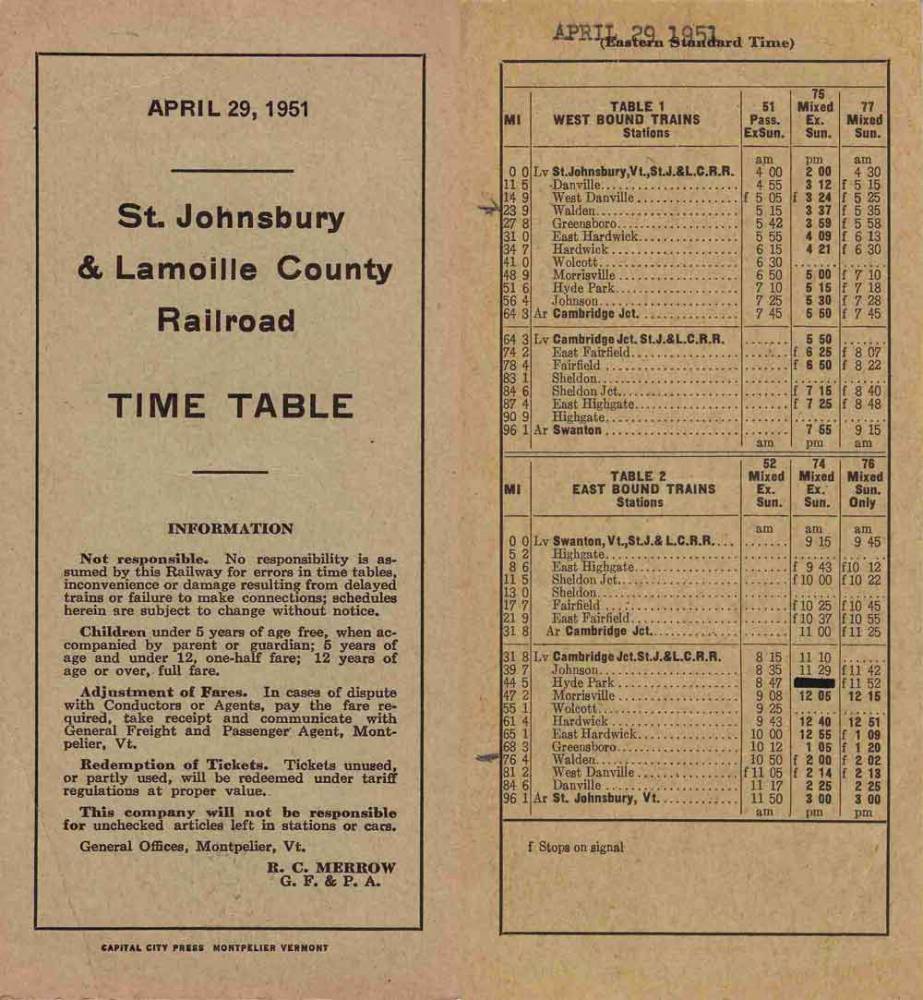 APRIL 29, 1951
St. Johnsbury
& Lamoille County
Railroad
TIME TABLE
INFORMATION
Not responsible. No responsibility is as-
sumed by this Railway for errors in time tables,
inconvenience or damage resulting from delayed
trains or failure to make connections; schedules
herein are subject to change without notice.
Children under 5 years of age free, when ac-
companied by parent or guardian; 5 years of
age and under 12, one-half fare; 12 years of
age or over, full fare.
Adjustment of Fares. In cases of dispute
with Conductors or Agents, pay the fare re-
quired, take receipt and communicate with
General Freight and Passenger Agent, Mont-
pelier, Vt.
Redemption of Tickets. Tickets unused,
or partly used, will be redeemed under tariff
regulations at proper value.
This company will not be responsible
for unchecked articles left in stations or cars.
General Offices, Montpelier, Vt.
R. C. MERROW
G. F. & P. A.
CAPITAL CITY PRESS MONTPELIER VERMONT
APRIL 29 1951
(Eastern Standard Time)
75
TABLE 1 51 Mixed 77
MI WEST BOUND TRAINS Pass. Ex. Mixed
Stations ExSun. Sun. Sun.
am pm am
0 0 Lv St.Johnsbury,Vt.,St.J.&L.C.R.R. 4 00 2 00 4 30
11 5 Danville 4 55 3 12 f 5 15
14 9 West Danville f 5 05 f 3 24 f 5 25
23 9 Walden 5 15 3 37 f 5 35
27 8 Greensboro 5 42 3 59 f 5 58
31 0 East Hardwick 5 55 4 09 f 6 13
34 7 Hardwick 6 15 4 21 f 6 30
41 0 Wolcott 6 30 ......
48 9 Morrisville 6 50 5 00 f 7 10
51 6 Hyde Park 7 10 5 15 f 7 18
56 4 Johnson 7 25 5 30 f 7 28
64 3 Ar Cambridge Jct. 7 45 5 50 f 7 45
64 3 Lv Cambridge Jct. St.J.&L.C.R.R. ...... 5 50 ......
74 2 East Fairfield ...... f 6 25 f 8 07
78 4 Fairfield ...... f 6 50 f 8 22
83 1 Sheldon ......
84 6 Sheldon Jct. ...... f 7 15 f 8 40
87 4 East Highgate ...... f 7 25 f 8 48
90 9 Highgate ......
96 1 Ar Swanton ...... 7 55 9 15
am pm am
52 74 76
TABLE 2 Mixed Mixed Mixed
MI EAST BOUND TRAINS Ex. Ex. Sun.
Stations Sun. Sun. Only
am am am
0 0 Lv Swanton, Vt.,St.J.& L.C.R.R. ...... 9 15 9 45
5 2 Highgate ......
8 6 East Highgate ...... f 9 43 f10 12
11 5 Sheldon Jct. ...... f10 00 f10 22
13 0 Sheldon ......
17 7 Fairfield ...... f10 25 f10 45
21 9 East Fairfield ...... f10 37 f10 55
31 8 Ar Cambridge Jct. ...... 11 00 f11 25
31 8 Lv Cambridge Jct.St.J.&L.C.R.R. 8 15 11 10 ......
39 7 Johnson 8 35 11 29 f11 42
44 5 Hyde Park 8 47 f11 52
47 2 Morrisville 9 08 12 05 12 15
55 1 Wolcott 9 25 ......
61 4 Hardwick 9 43 12 40 12 51
65 1 East Hardwick 10 00 12 55 f 1 09
68 3 Greensboro 10 12 1 05 f 1 20
76 4 Walden 10 50 f 2 00 f 2 02
81 2 West Danville f11 05 f 2 14 f 2 13
84 6 Danville 11 17 2 25 2 25
96 1 Ar St. Johnsbury, Vt. 11 50 3 00 3 00
am pm pm
f Stops on signal